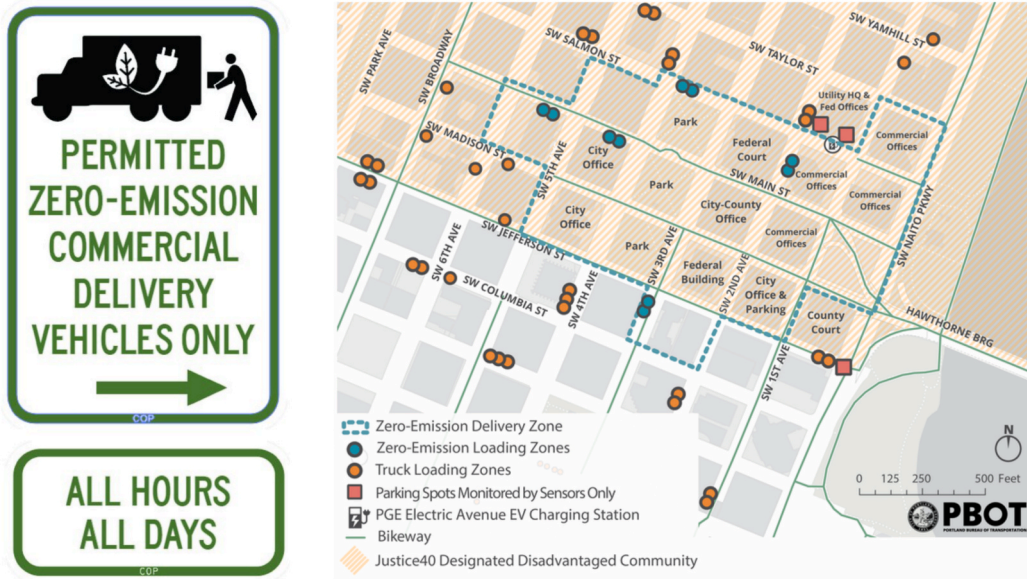 PERMITTED
ZERO-EMISSION
COMMERCIAL
DELIVERY
VEHICLES ONLY
COP
ALL HOURS
ALL DAYS
COP
SW PARK AVE
SW BROADWAY
SW SALMON ST
SW TAYLOR ST
SW YAMHILL ST
Utility HQ &
Fed Offices
Park
Federal
Court
Commercial
Offices
SW MADISON ST
SW 5TH AVE
City
Office
Park
SW MAIN ST
Commercial
Offices
Commercial
Offices
City
Office
City-County
Office
SW NAITO PKWY
SW 6TH AVE
SW JEFFERSON ST
Park
SW 3RD AVE
Commercial
Offices
Federal
Building
SW 2ND AVE
SW COLUMBIA ST
SW 4TH AVE
City
Office &
Parking
County
Court
HAWTHORNE BRG
SW 1ST AVE
Zero-Emission Delivery Zone
Zero-Emission Loading Zones
Truck Loading Zones
Parking Spots Monitored by Sensors Only
PGE Electric Avenue EV Charging Station
Bikeway
Justice40 Designated Disadvantaged Community
N
0 125 250 500 Feet
PBOT
PORTLAND BUREAU OF TRANSPORTATION